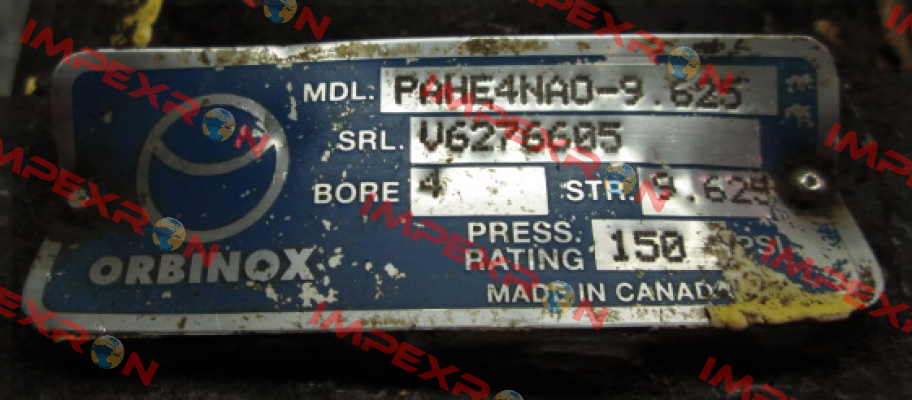 MDL. PAHE4NAO-9.625
SRL. V6276605
BORE 4 STR. 9.625
PRESS. RATING 150 PSI
ORBINOX
MADE IN CANADA
IMPEXRON